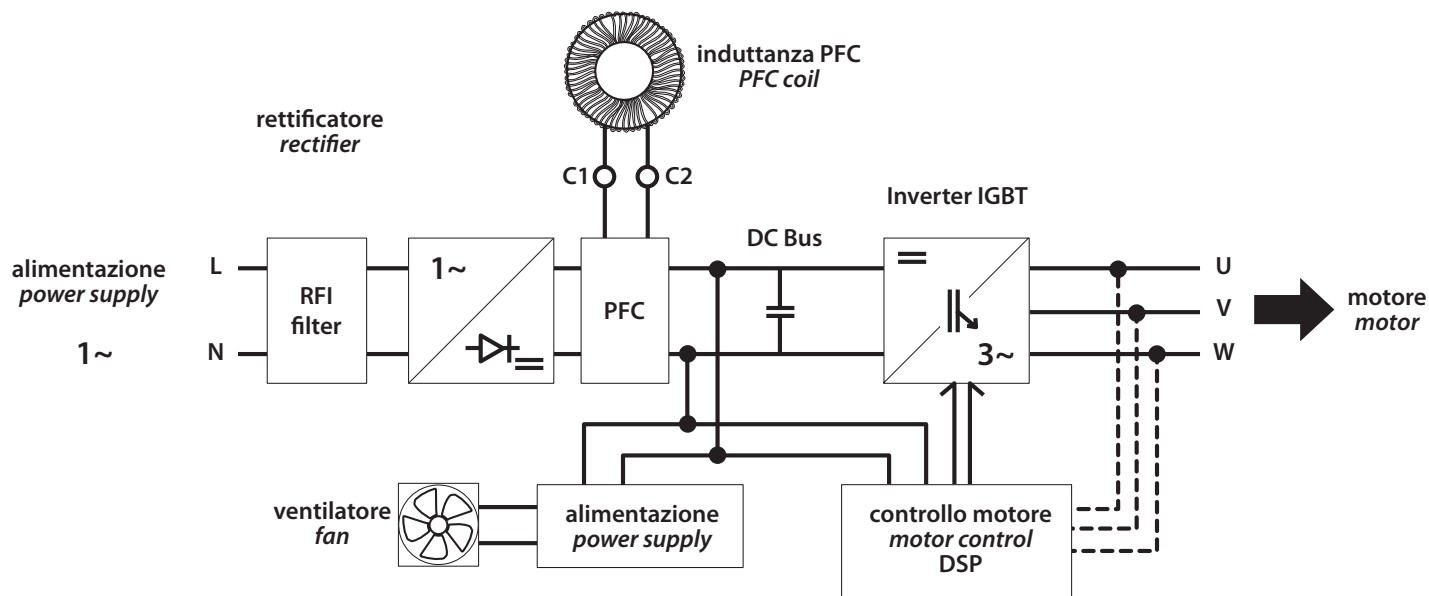 induttanza PFC
PFC coil
rettificatore
rectifier
C1
C2
Inverter IGBT
DC Bus
alimentazione
power supply
1~
L
N
RFI
filter
1~
PFC
3~
U
V
W
motore
motor
ventilatore
fan
alimentazione
power supply
controllo motore
motor control
DSP